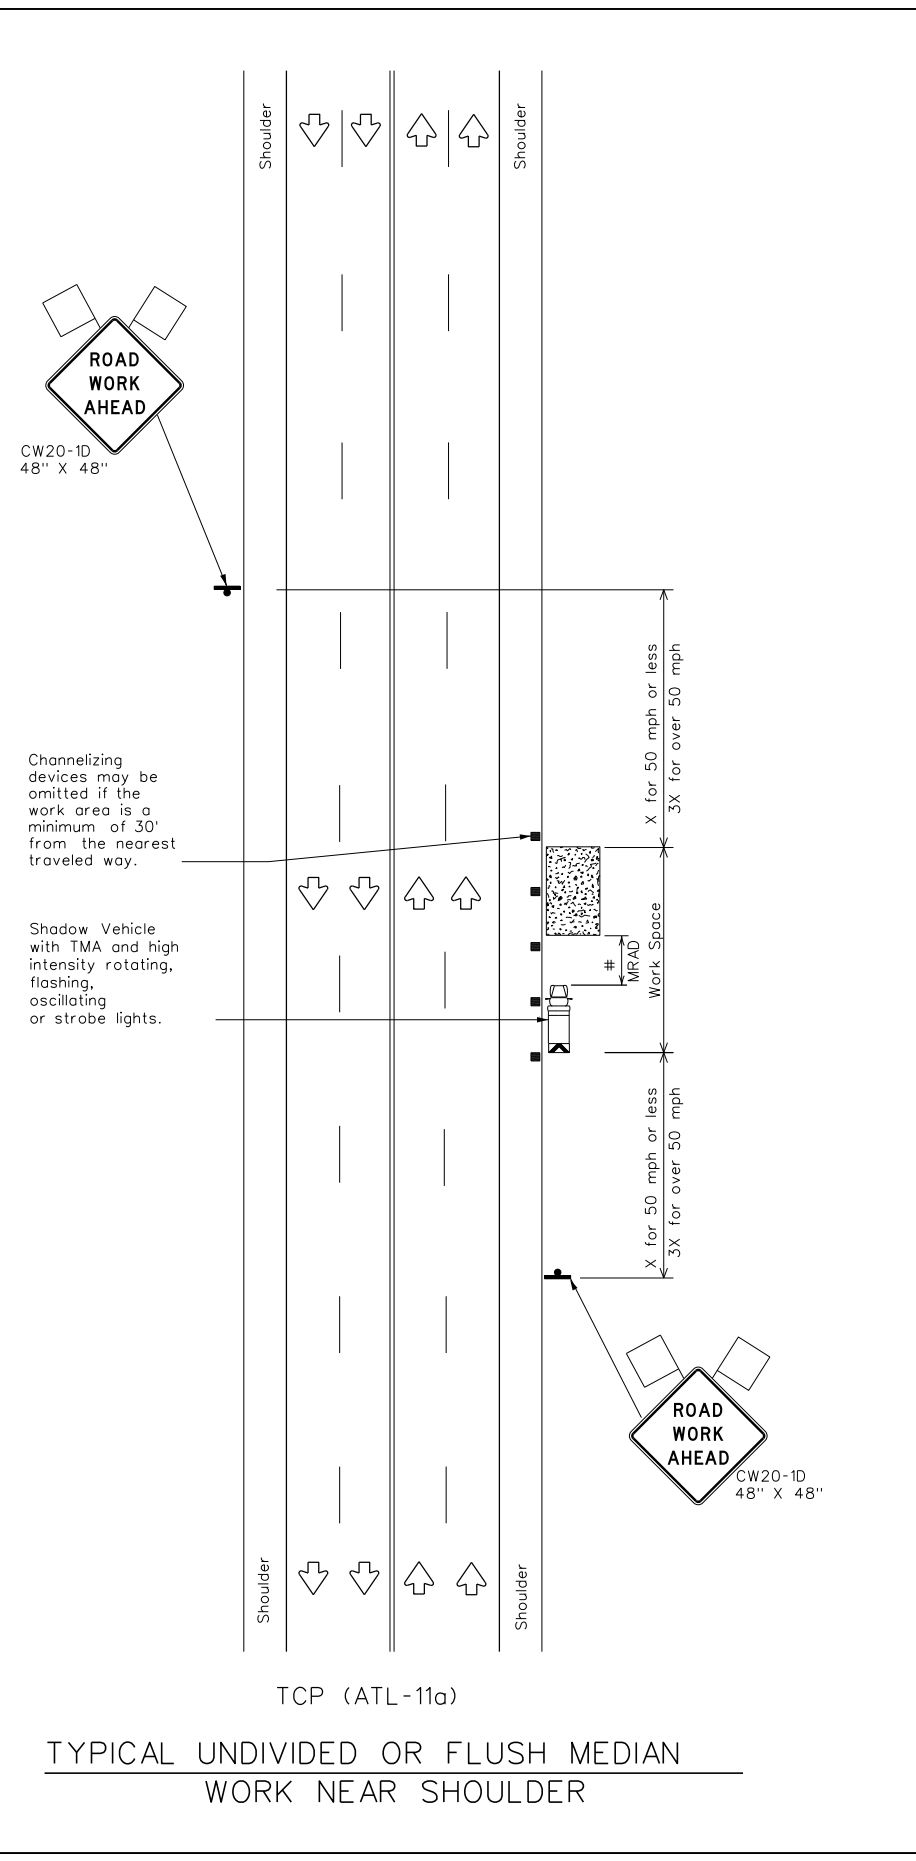 Shoulder
Shoulder
ROAD
WORK
AHEAD
CW20-1D
48" X 48"
X for 50 mph or less
3X for over 50 mph
Channelizing
devices may be
omitted if the
work area is a
minimum of 30'
from the nearest
traveled way.
Shadow Vehicle
with TMA and high
intensity rotating,
flashing,
oscillating
or strobe lights.
#
MRAD
Work Space
X for 50 mph or less
3X for over 50 mph
ROAD
WORK
AHEAD
CW20-1D
48" X 48"
Shoulder
Shoulder
TCP (ATL-11a)
TYPICAL UNDIVIDED OR FLUSH MEDIAN
WORK NEAR SHOULDER